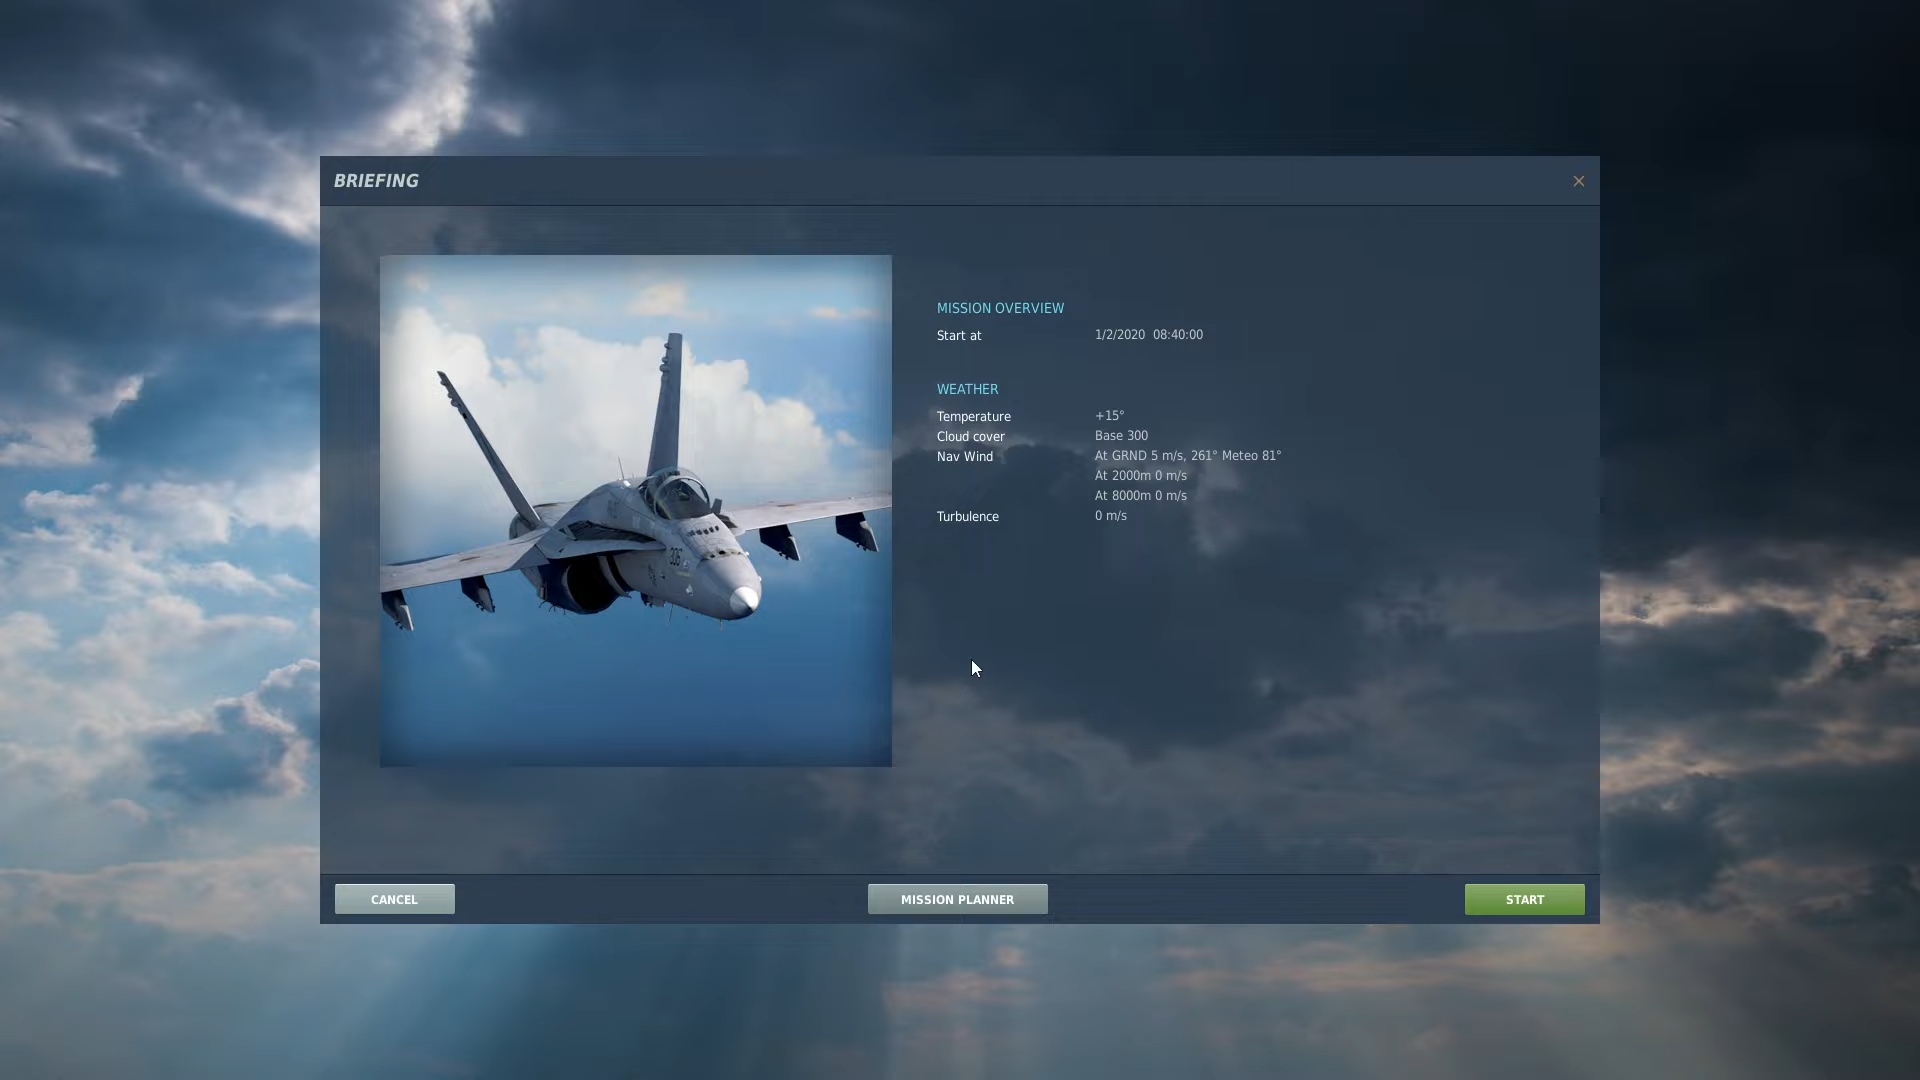 BRIEFING
MISSION OVERVIEW
Start at 1/2/2020 08:40:00
WEATHER
Temperature +15°
Cloud cover Base 300
Nav Wind At GRND 5 m/s, 261° Meteo 81°
At 2000m 0 m/s
At 8000m 0 m/s
Turbulence 0 m/s
CANCEL
MISSION PLANNER
START